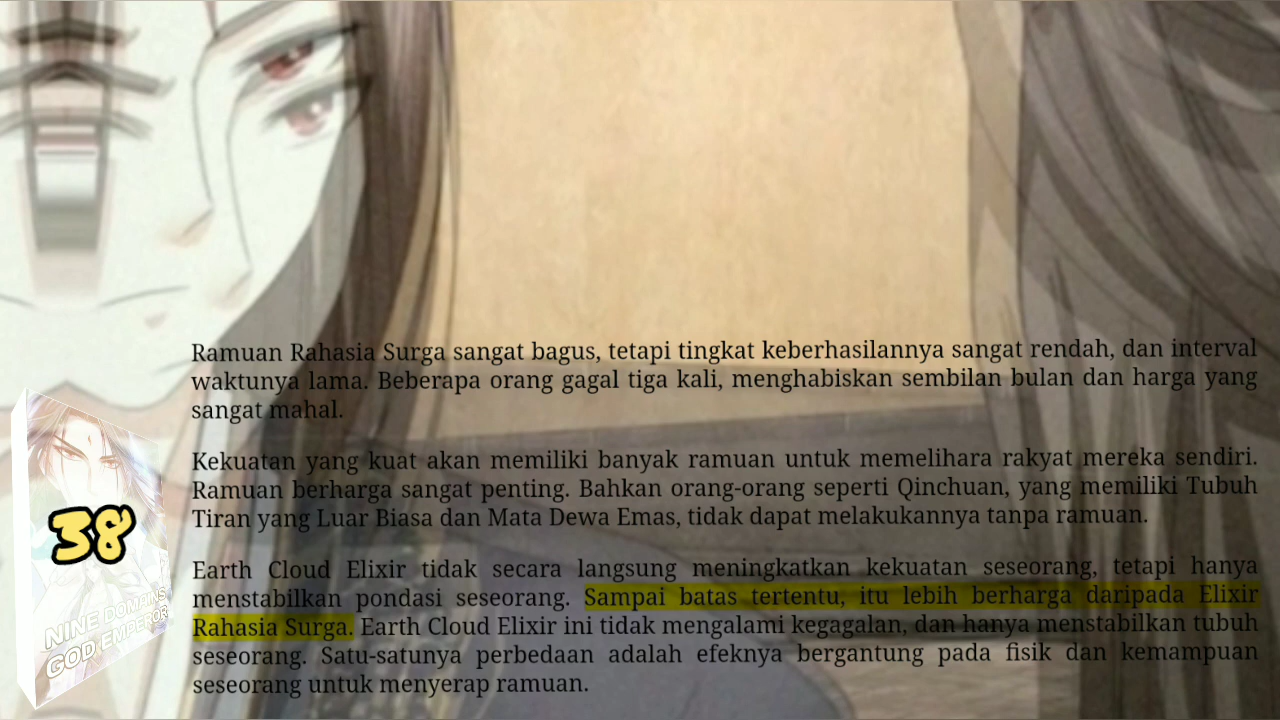 Ramuan Rahasia Surga sangat bagus, tetapi tingkat keberhasilannya sangat rendah, dan interval
waktunya lama. Beberapa orang gagal tiga kali, menghabiskan sembilan bulan dan harga yang
sangat mahal.
Kekuatan yang kuat akan memiliki banyak ramuan untuk memelihara rakyat mereka sendiri.
Ramuan berharga sangat penting. Bahkan orang-orang seperti Qinchuan, yang memiliki Tubuh
Tiran yang Luar Biasa dan Mata Dewa Emas, tidak dapat melakukannya tanpa ramuan.
Earth Cloud Elixir tidak secara langsung meningkatkan kekuatan seseorang, tetapi hanya
menstabilkan pondasi seseorang. Sampai batas tertentu, itu lebih berharga daripada Elixir
Rahasia Surga. Earth Cloud Elixir ini tidak mengalami kegagalan, dan hanya menstabilkan tubuh
seseorang. Satu-satunya perbedaan adalah efeknya bergantung pada fisik dan kemampuan
seseorang untuk menyerap ramuan.
38
NINE DOMAINS
GOD EMPEROR